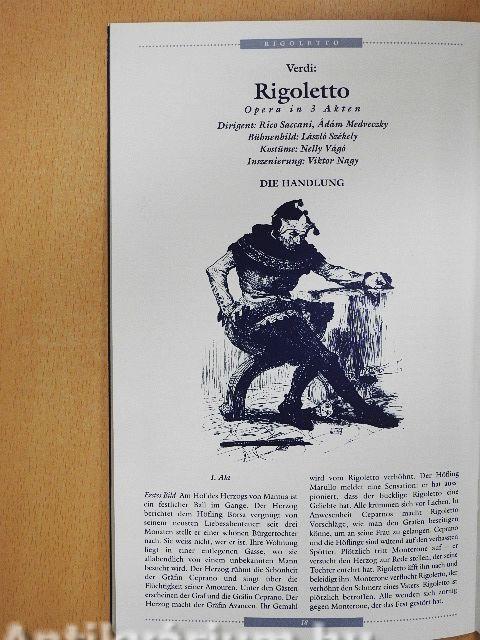 RIGOLETTO
Verdi:
Rigoletto
Opera in 3 Akten
Dirigent: Rico Saccani, Ádám Medveczky
Bühnenbild: László Székely
Kostüme: Nelly Vágó
Inszenierung: Viktor Nagy
DIE HANDLUNG
1. Akt
Erstes Bild Am Hof des Herzogs von Mantua ist
ein festlicher Ball im Gange. Der Herzog
berichtet dem Höfling Borsa vergnügt von
seinem neusten Liebesabenteuer: seit drei
Monaten stellt er einer schönen Bürgertochter
nach. Sie weiss nicht, wer er ist. Ihre Wohnung
liegt in einer entlegenen Gasse, wo sie
allabendlich von einem unbekannten Mann
besucht wird. Der Herzog rühmt die Schönheit
der Gräfin Ceprano und singt über die
Flüchtigkeit seiner Amouren. Unter den Gästen
erscheinen der Graf und die Gräfin Ceprano. Der
Herzog macht der Gräfin Avancen. Ihr Gemahl
wird vom Rigoletto verhöhnt. Der Höfling
Marullo meldet eine Sensation: er hat aus-
pioniert, dass der bucklige Rigoletto eine
Geliebte hat. Alle krümmen sich vor Lachen. In
Anwesenheit Cepranos macht Rigoletto
Vorschläge, wie man den Grafen beseitigen
könne, um an seine Frau zu gelangen. Ceprano
und die Höflinge sind wütend auf den verhassten
Spötter. Plötzlich tritt Monterone auf – er
versucht den Herzog zur Rede stellen, der seine
Tochter entehrt hat. Rigoletto äfft ihn nach und
beleidigt ihn. Monterone verflucht Rigoletto, der
verhöhnt den Schmerz eines Vaters. Rigoletto ist
plötzlich betroffen. Alle wenden sich zornig
gegen Monterone, der das Fest gestört hat.
18